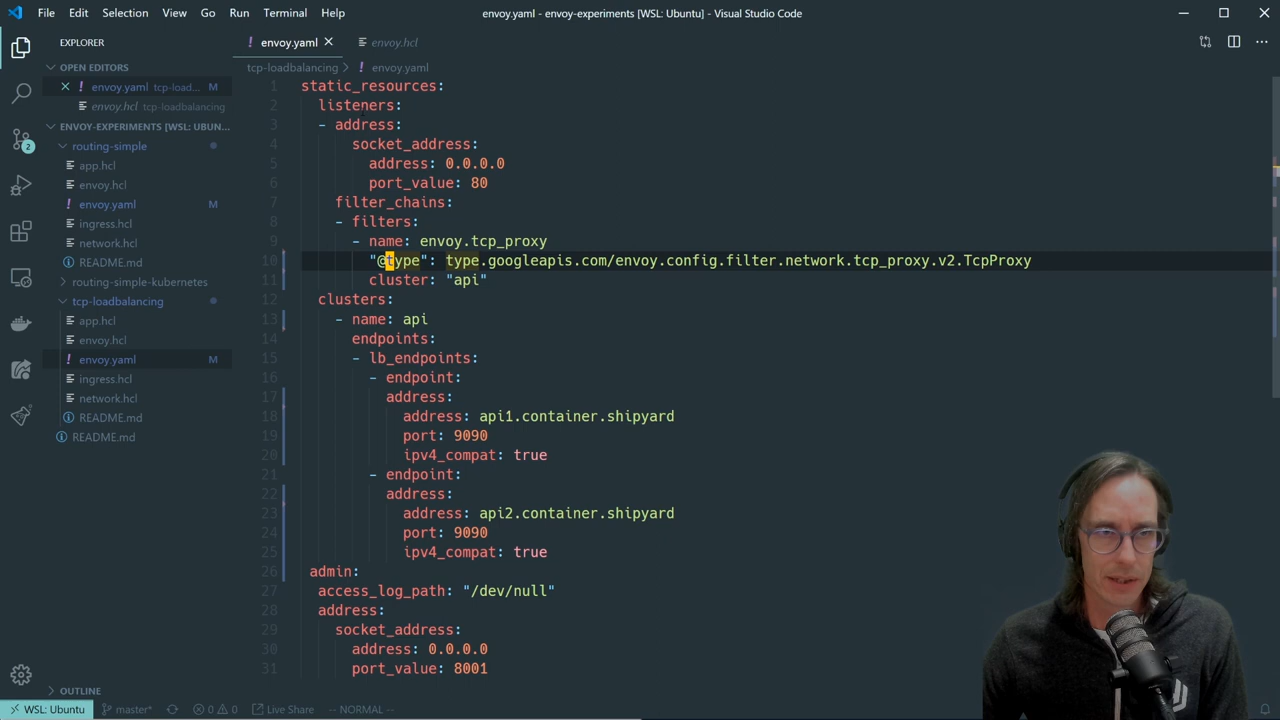 File Edit Selection View Go Run Terminal Help
envoy.yaml - envoy-experiments [WSL: Ubuntu] - Visual Studio Code
EXPLORER
OPEN EDITORS
envoy.yaml tcp-load... M
envoy.hcl tcp-loadbalancing
ENVOY-EXPERIMENTS [WSL: UBUN...
routing-simple
app.hcl
envoy.hcl
envoy.yaml M
ingress.hcl
network.hcl
README.md
routing-simple-kubernetes
tcp-loadbalancing
app.hcl
envoy.hcl
envoy.yaml M
ingress.hcl
network.hcl
README.md
README.md
OUTLINE
2
envoy.yaml
envoy.hcl
tcp-loadbalancing > envoy.yaml
1 static_resources:
2 listeners:
3 - address:
4 socket_address:
5 address: 0.0.0.0
6 port_value: 80
7 filter_chains:
8 - filters:
9 - name: envoy.tcp_proxy
10 "@type": type.googleapis.com/envoy.config.filter.network.tcp_proxy.v2.TcpProxy
11 cluster: "api"
12 clusters:
13 - name: api
14 endpoints:
15 - lb_endpoints:
16 - endpoint:
17 address:
18 address: api1.container.shipyard
19 port: 9090
20 ipv4_compat: true
21 - endpoint:
22 address:
23 address: api2.container.shipyard
24 port: 9090
25 ipv4_compat: true
26 admin:
27 access_log_path: "/dev/null"
28 address:
29 socket_address:
30 address: 0.0.0.0
31 port_value: 8001
WSL: Ubuntu master* 0 0 Live Share -- NORMAL --